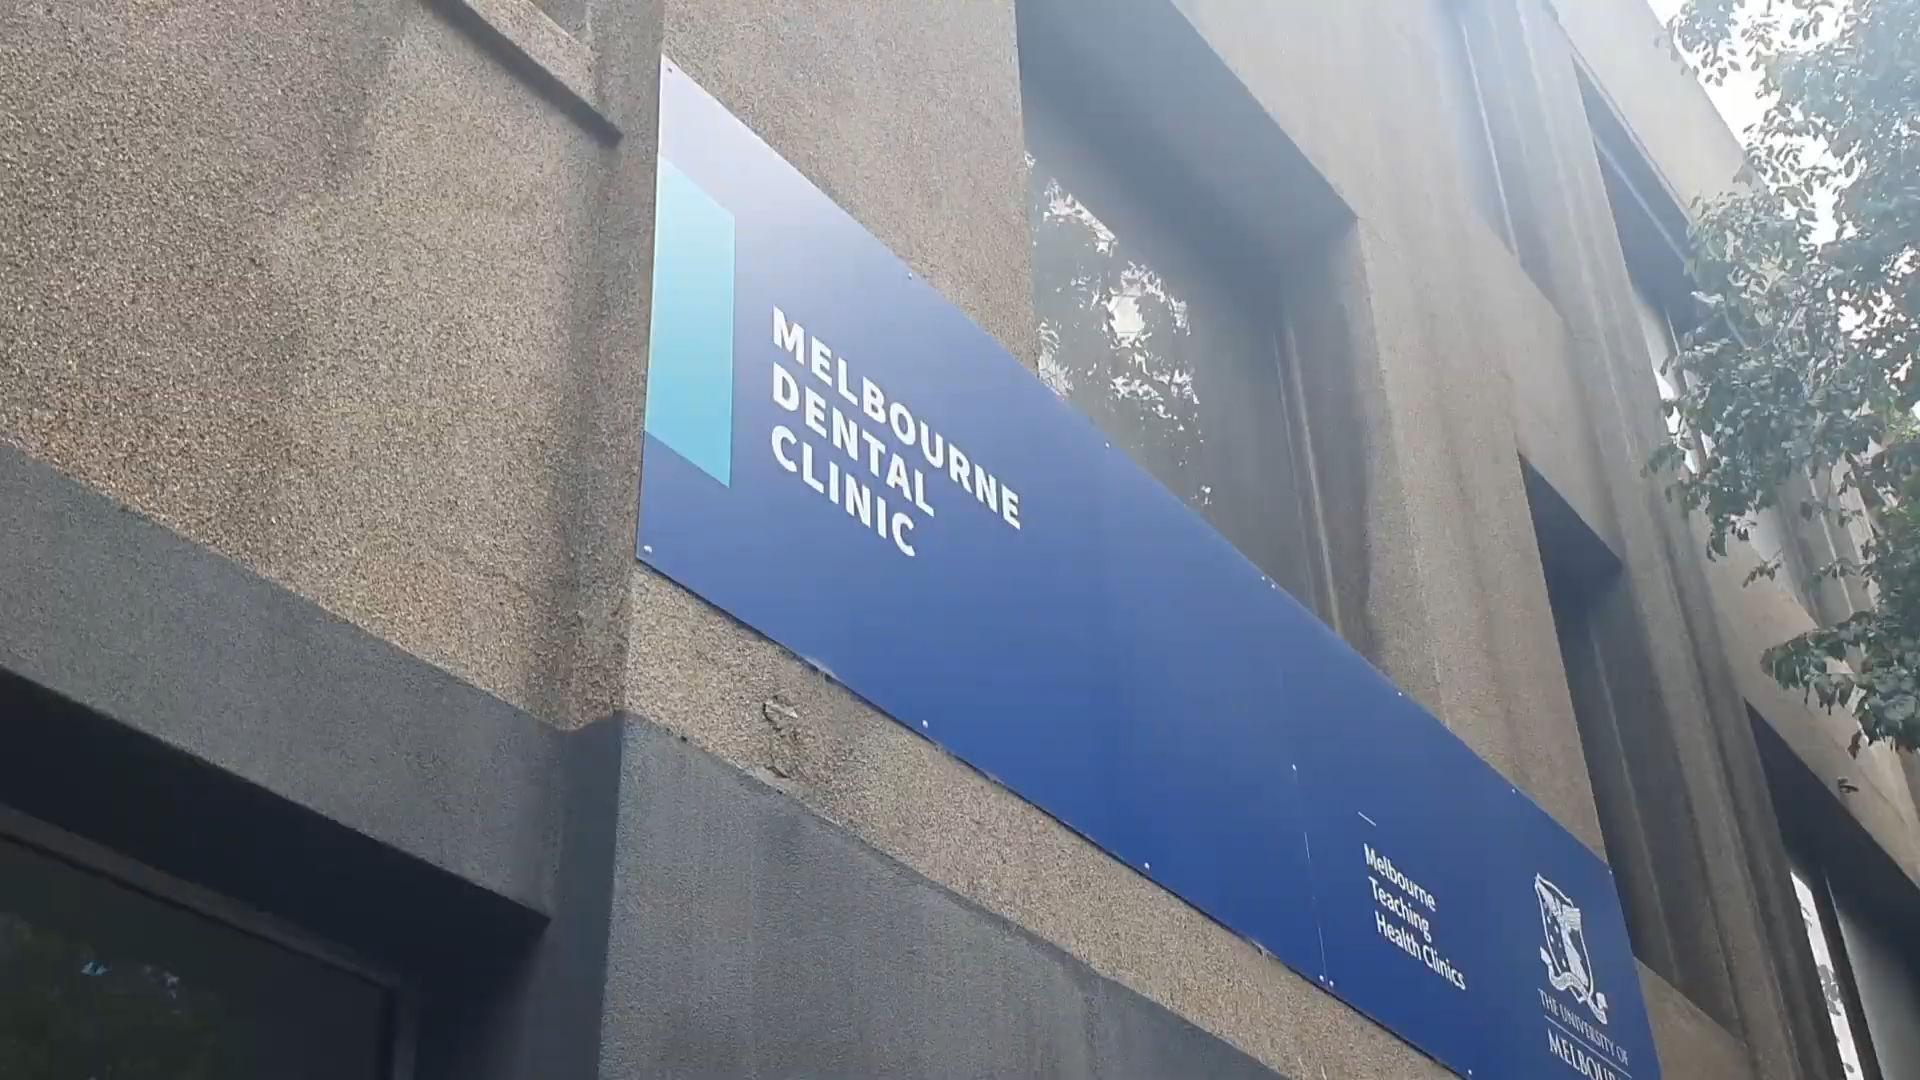 MELBOURNE
DENTAL
CLINIC
Melbourne
Teaching
Health Clinics
THE UNIVERSITY OF